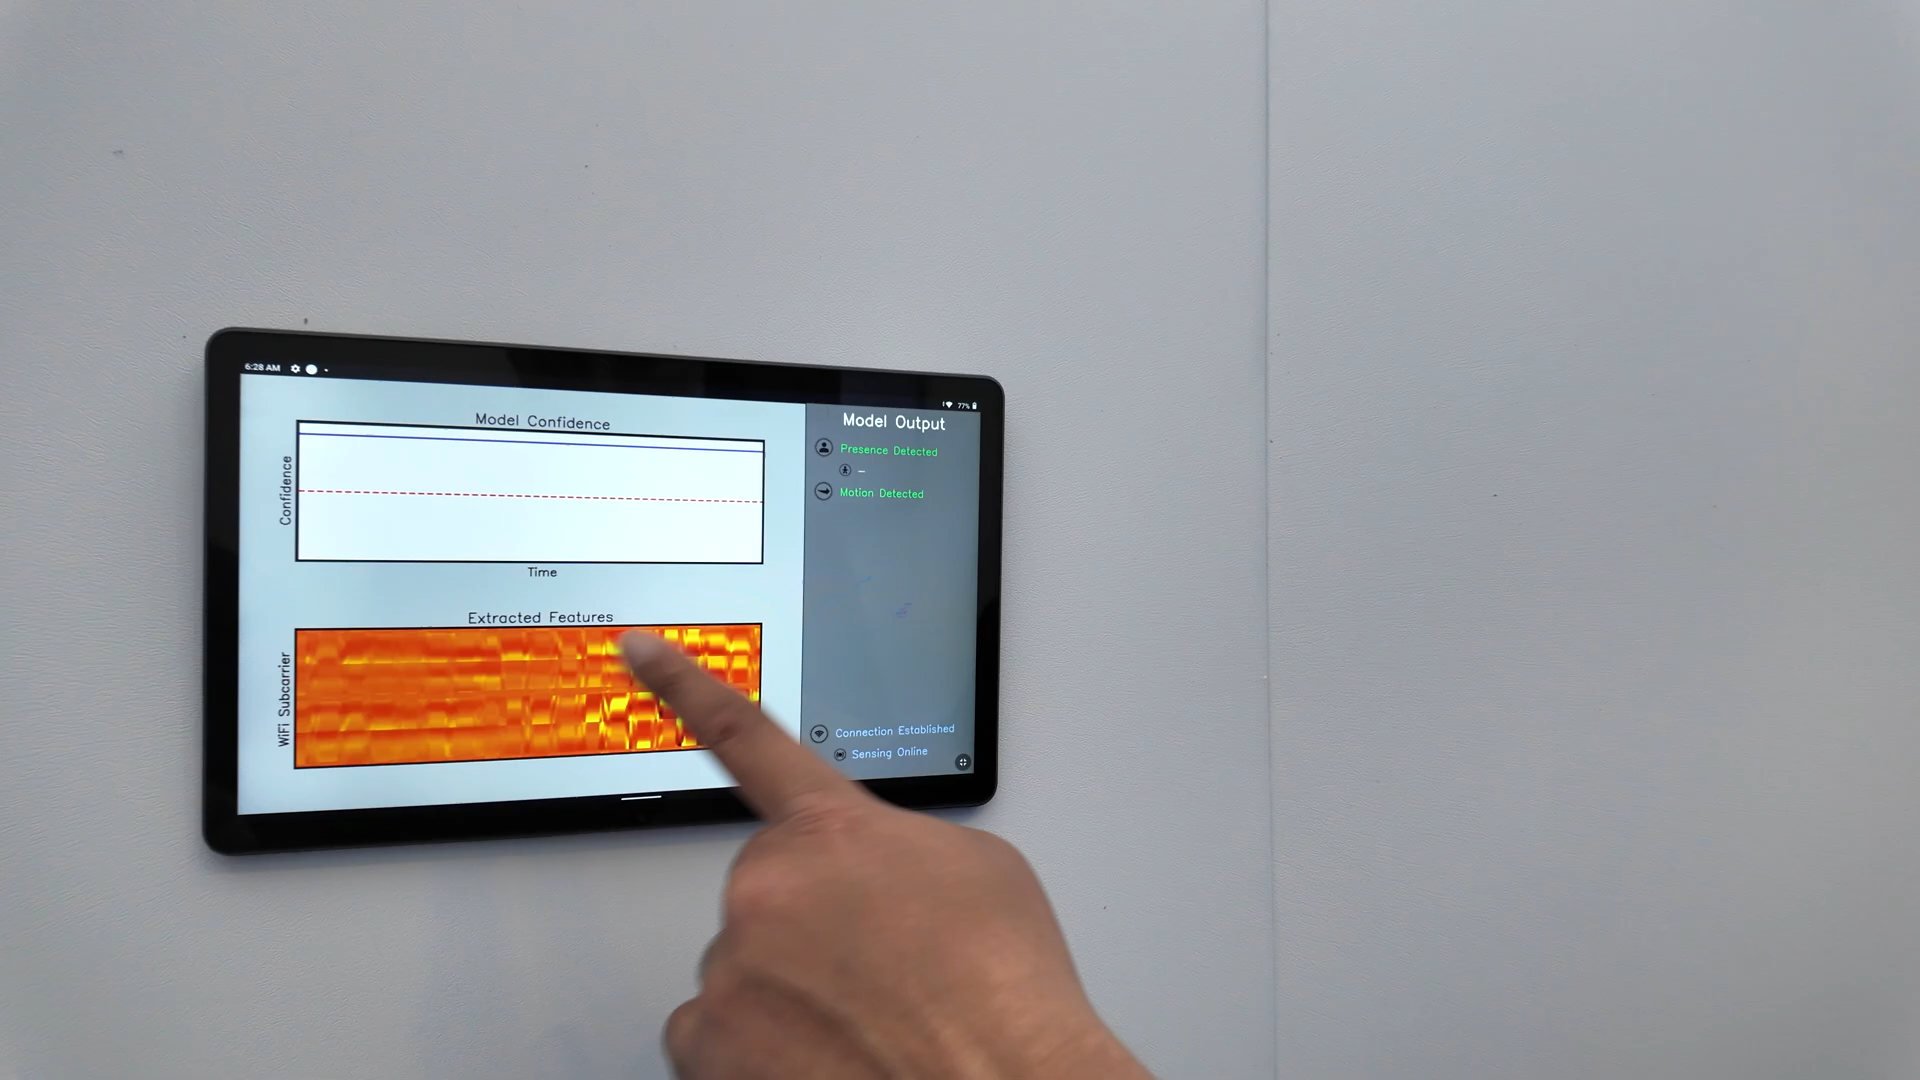 6:28 AM
77%
Model Confidence
Confidence
Time
Extracted Features
WiFi Subcarrier
Model Output
Presence Detected
–
Motion Detected
Connection Established
Sensing Online